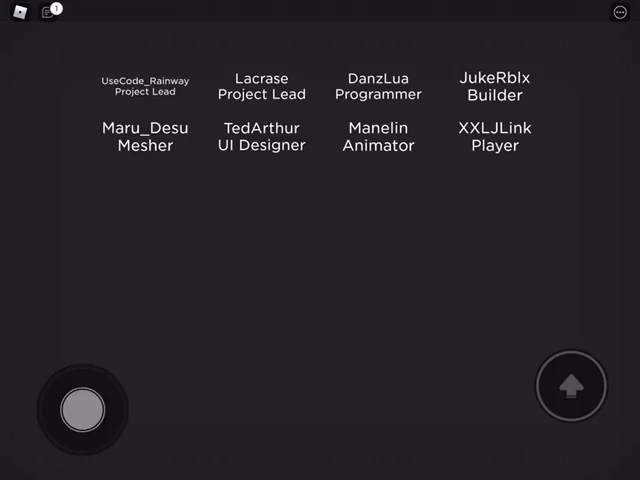 1
UseCode_Rainway
Project Lead
Lacrase
Project Lead
DanzLua
Programmer
JukeRblx
Builder
Maru_Desu
Mesher
TedArthur
UI Designer
Manelin
Animator
XXLJLink
Player